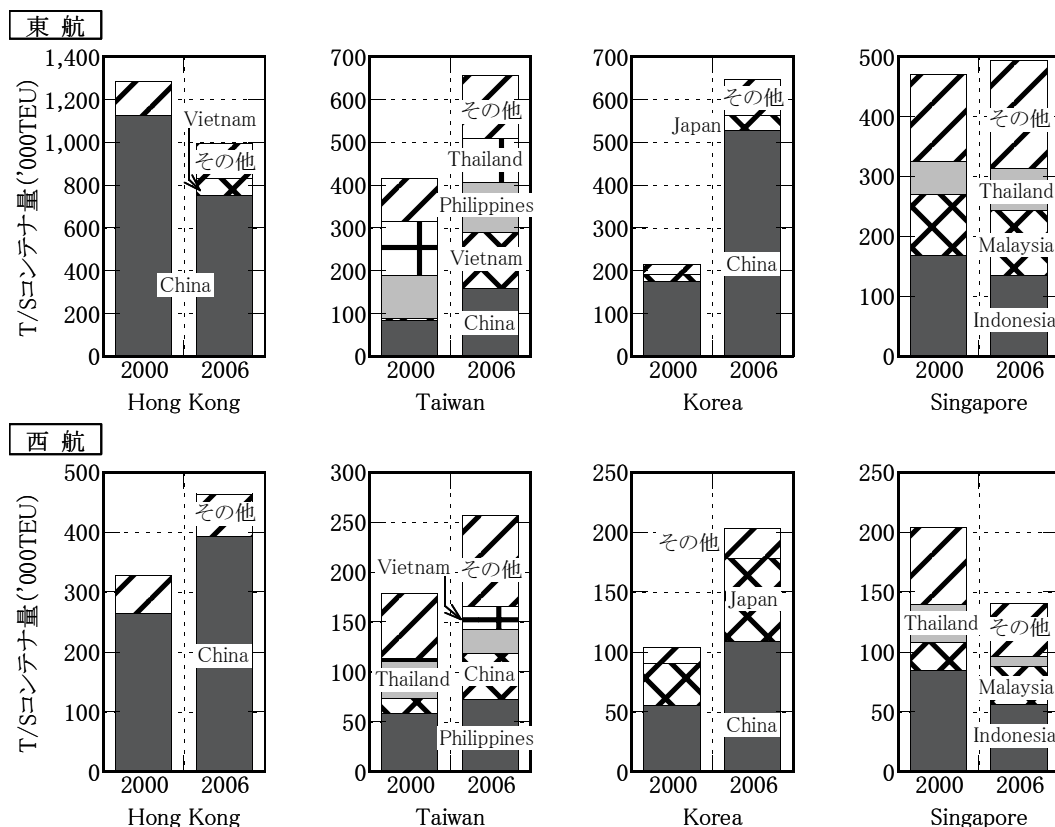 東 航
T/Sコンテナ量('000TEU)
1,400
1,200
1,000
800
600
400
200
0
Vietnam
その他
China
2000 2006
Hong Kong
700
600
500
400
300
200
100
0
その他
Thailand
Philippines
Vietnam
China
2000 2006
Taiwan
700
600
500
400
300
200
100
0
その他
Japan
China
2000 2006
Korea
500
400
300
200
100
0
その他
Thailand
Malaysia
Indonesia
2000 2006
Singapore
西 航
T/Sコンテナ量('000TEU)
500
400
300
200
100
0
その他
China
2000 2006
Hong Kong
300
250
200
150
100
50
0
Vietnam
その他
Thailand
China
Philippines
2000 2006
Taiwan
250
200
150
100
50
0
その他
Japan
China
2000 2006
Korea
250
200
150
100
50
0
Thailand
その他
Malaysia
Indonesia
2000 2006
Singapore